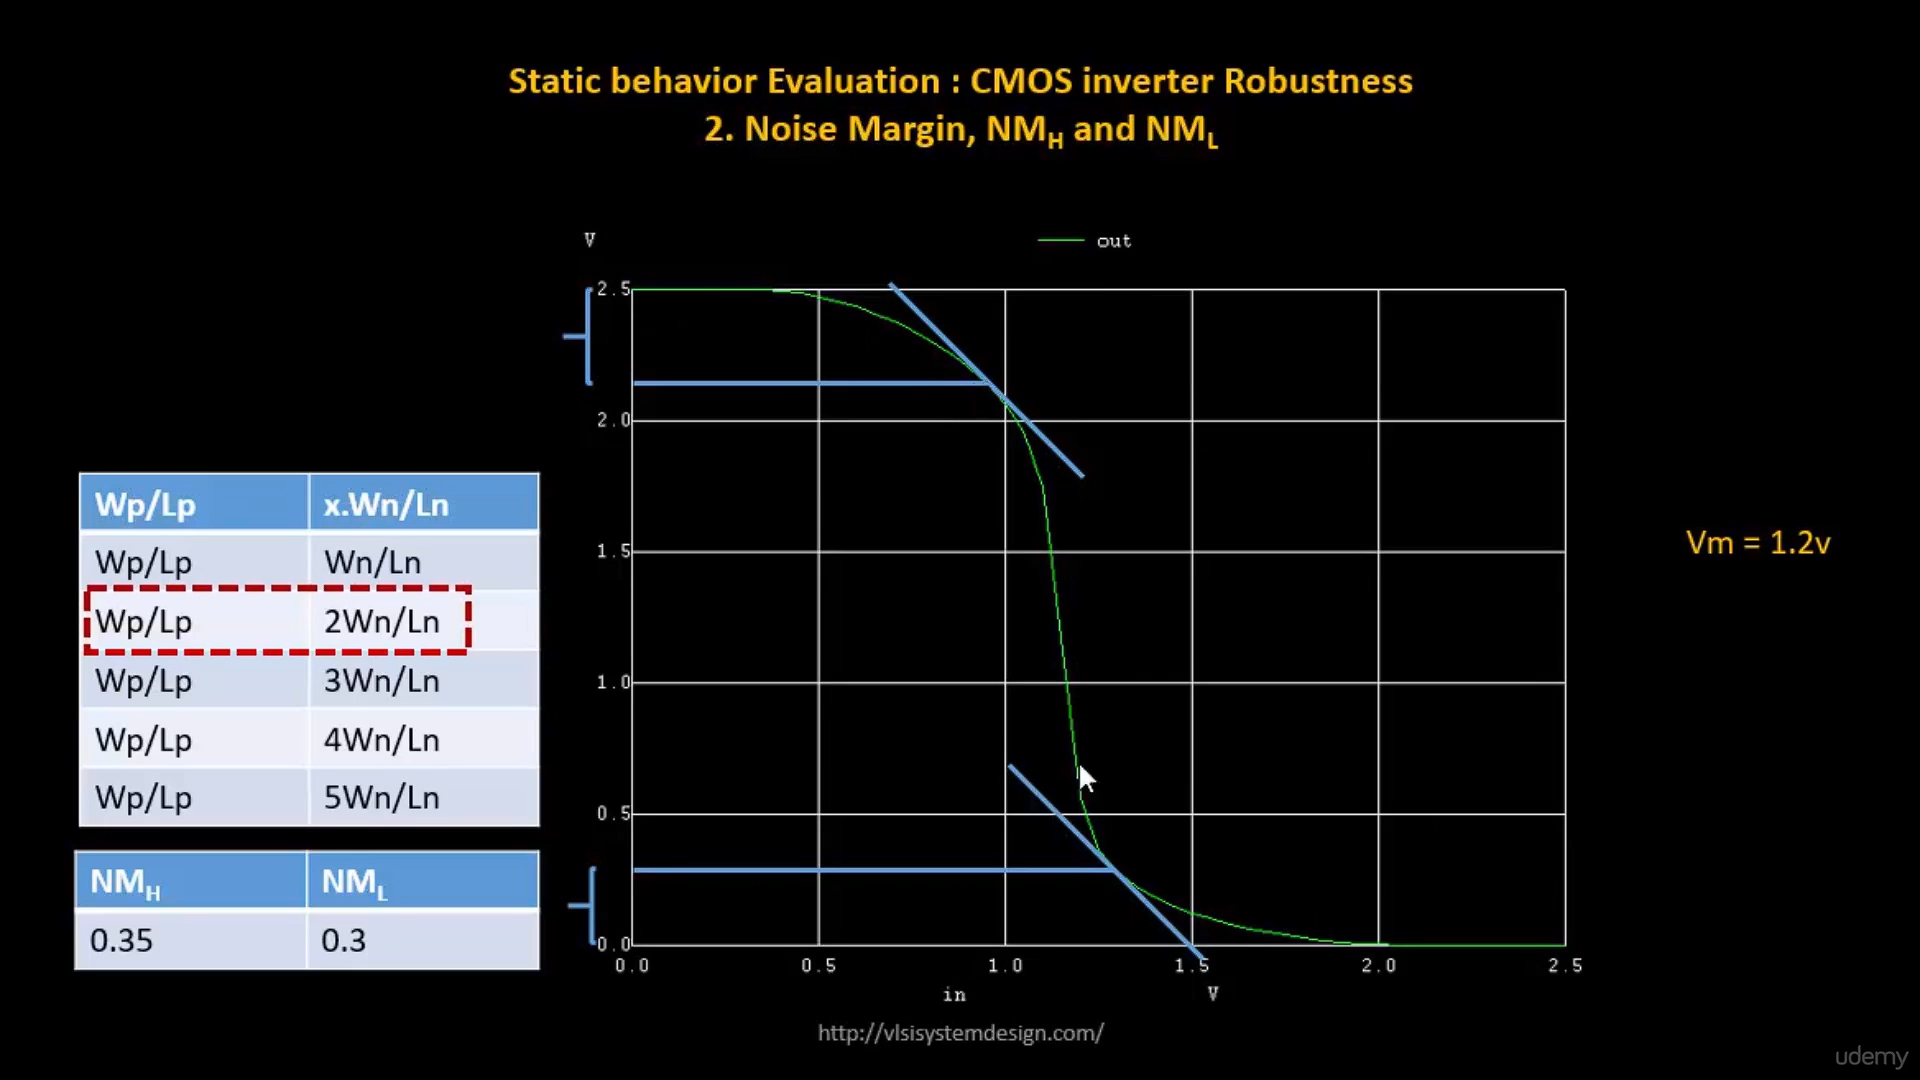 Static behavior Evaluation : CMOS inverter Robustness
2. Noise Margin, NMH and NML
V
out
2.5
2.0
1.5
1.0
0.5
0.0
0.0 0.5 1.0 1.5 2.0 2.5
in V
Wp/Lp x.Wn/Ln
Wp/Lp Wn/Ln
Wp/Lp 2Wn/Ln
Wp/Lp 3Wn/Ln
Wp/Lp 4Wn/Ln
Wp/Lp 5Wn/Ln
NMH NML
0.35 0.3
Vm = 1.2v
http://vlsisystemdesign.com/
udemy